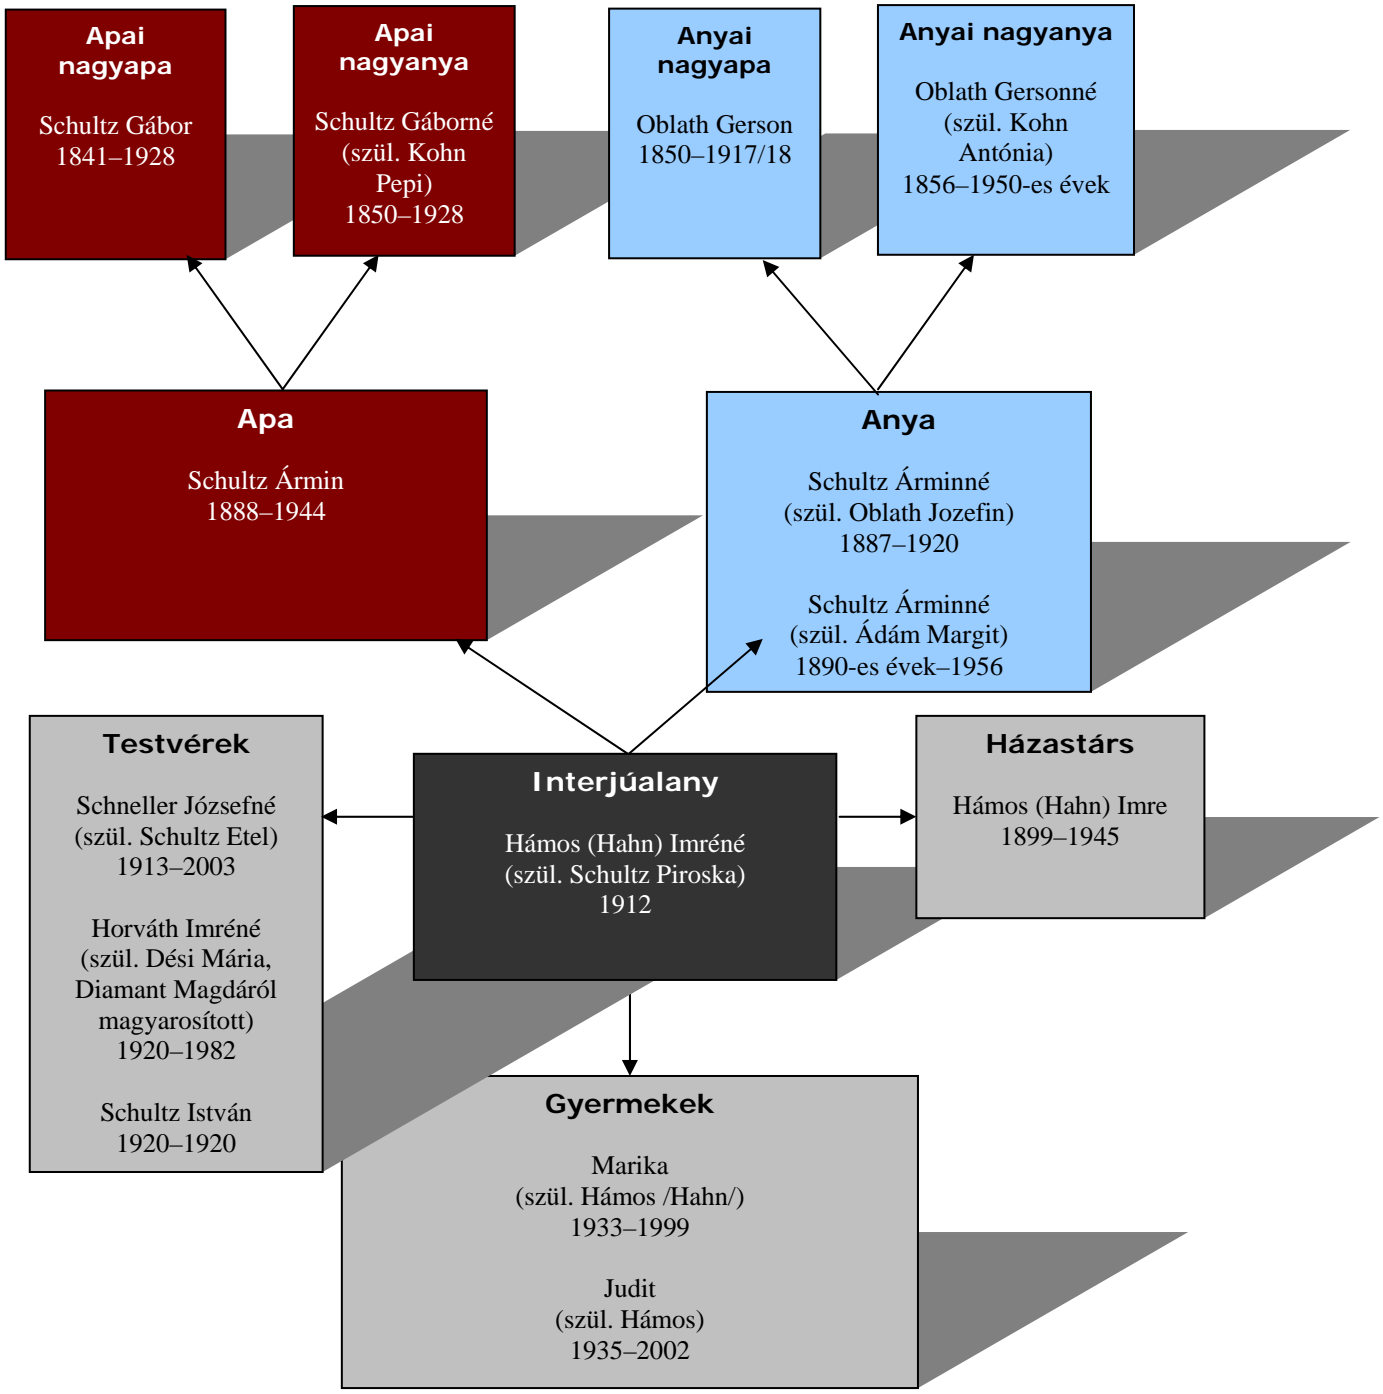 Apai
nagyapa
Schultz Gábor
1841–1928
Apai
nagyanya
Schultz Gáborné
(szül. Kohn
Pepi)
1850–1928
Anyai
nagyapa
Oblath Gerson
1850–1917/18
Anyai nagyanya
Oblath Gersonné
(szül. Kohn
Antónia)
1856–1950-es évek
Apa
Schultz Ármin
1888–1944
Anya
Schultz Árminné
(szül. Oblath Jozefin)
1887–1920
Schultz Árminné
(szül. Ádám Margit)
1890-es évek–1956
Testvérek
Schneller Józsefné
(szül. Schultz Etel)
1913–2003
Horváth Imréné
(szül. Dési Mária,
Diamant Magdáról
magyarosított)
1920–1982
Schultz István
1920–1920
Interjúalany
Hámos (Hahn) Imréné
(szül. Schultz Piroska)
1912
Házastárs
Hámos (Hahn) Imre
1899–1945
Gyermekek
Marika
(szül. Hámos /Hahn/)
1933–1999
Judit
(szül. Hámos)
1935–2002